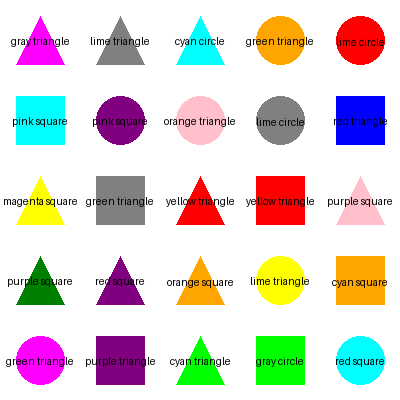 gray triangle lime triangle cyan circle green triangle lime circle
pink square pink square orange triangle lime circle red triangle
magenta square green triangle yellow triangle yellow triangle purple square
purple square red square orange square lime triangle cyan square
green triangle purple triangle cyan triangle gray circle red square